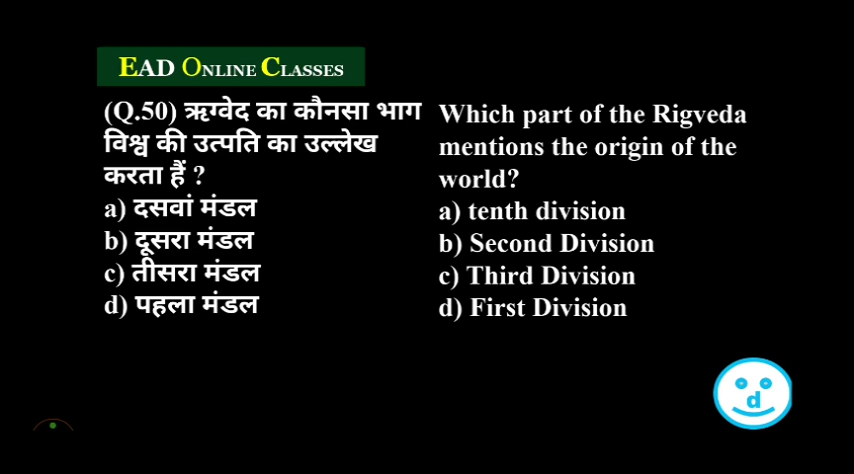 EAD ONLINE CLASSES
(Q.50) ऋग्वेद का कौनसा भाग
विश्व की उत्पति का उल्लेख
करता हैं ?
a) दसवां मंडल
b) दूसरा मंडल
c) तीसरा मंडल
d) पहला मंडल
Which part of the Rigveda
mentions the origin of the
world?
a) tenth division
b) Second Division
c) Third Division
d) First Division
d